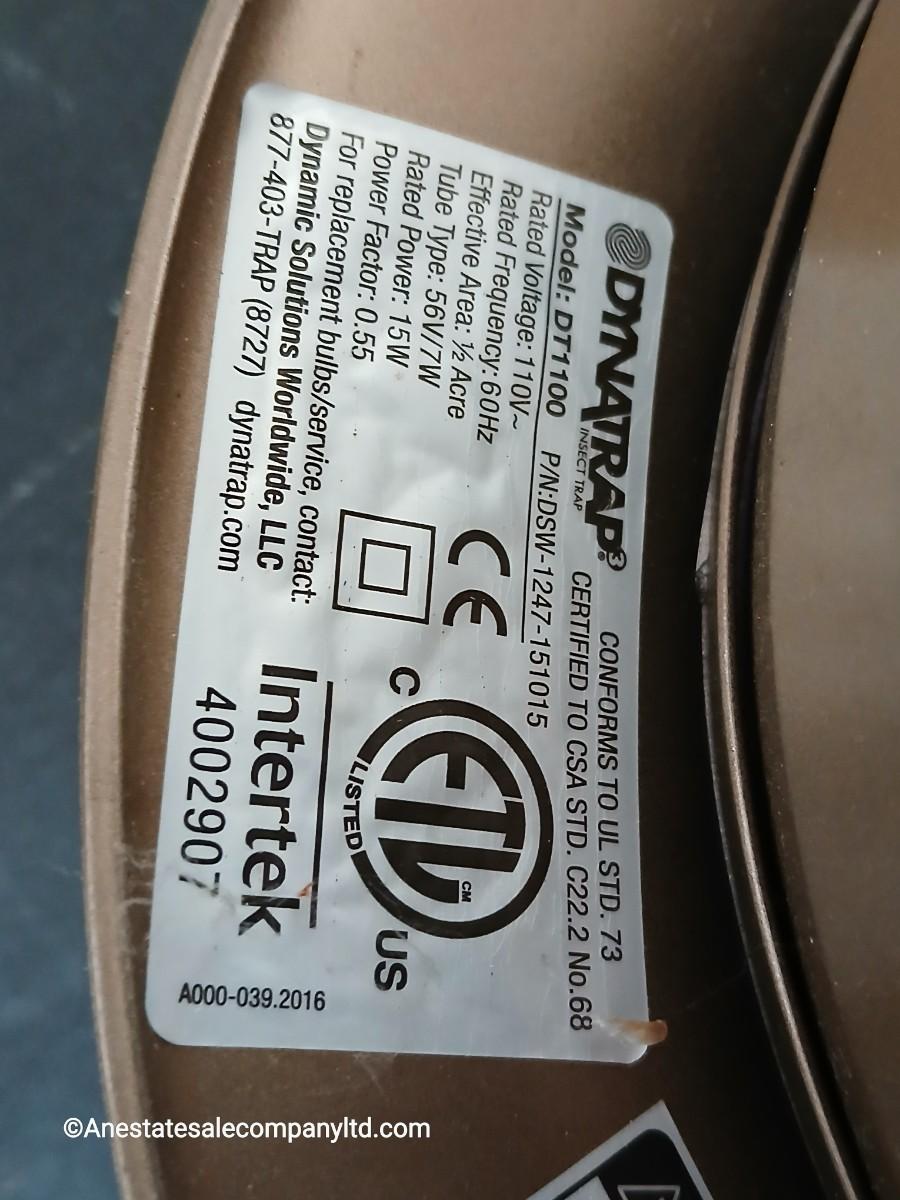 DYNATRAP®
INSECT TRAP
CONFORMS TO UL STD. 73
CERTIFIED TO CSA STD. C22.2 No.68
Model: DT1100 P/N:DSW-1247-151015
Rated Voltage: 110V~
Rated Frequency: 60Hz
Effective Area: ½ Acre
Tube Type: 56V/7W
Rated Power: 15W
Power Factor: 0.55
For replacement bulbs/service, contact:
Dynamic Solutions Worldwide, LLC
877-403-TRAP (8727) dynatrap.com
CE
C ETL CM US
LISTED
Intertek
4002907
A000-039.2016
©Anestatesalecompanyltd.com